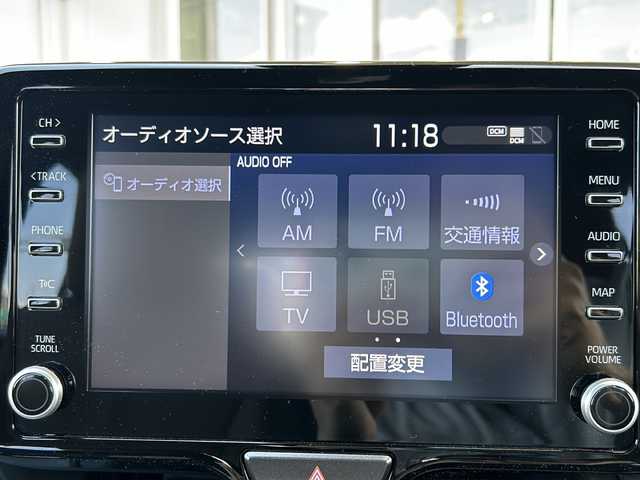 CH >
<TRACK
PHONE
TöC
TUNE
SCROLL
オーディオソース選択
11:18
DCM
DCM
オーディオ選択
AUDIO OFF
AM
FM
交通情報
TV
USB
Bluetooth
配置変更
HOME
MENU
AUDIO
MAP
POWER
VOLUME